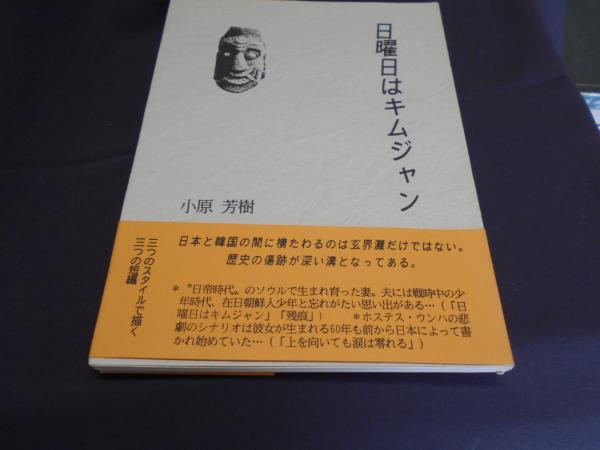 日曜日はキムジャン
小原 芳樹
日本と韓国の間に横たわるのは玄界灘だけではない。
歴史の傷跡が深い溝となってある。
三つのスタイルで描く
三つの短編
＊〝日帝時代〟のソウルで生まれ育った妻。夫には戦時中の少
年時代、在日朝鮮人少年と忘れがたい思い出がある…(「日
曜日はキムジャン」「残痕」) ＊ホステス・ウンハの悲
劇のシナリオは彼女が生まれる60年も前から日本によって書
かれ始めていた…(「上を向いても涙は零れる」)